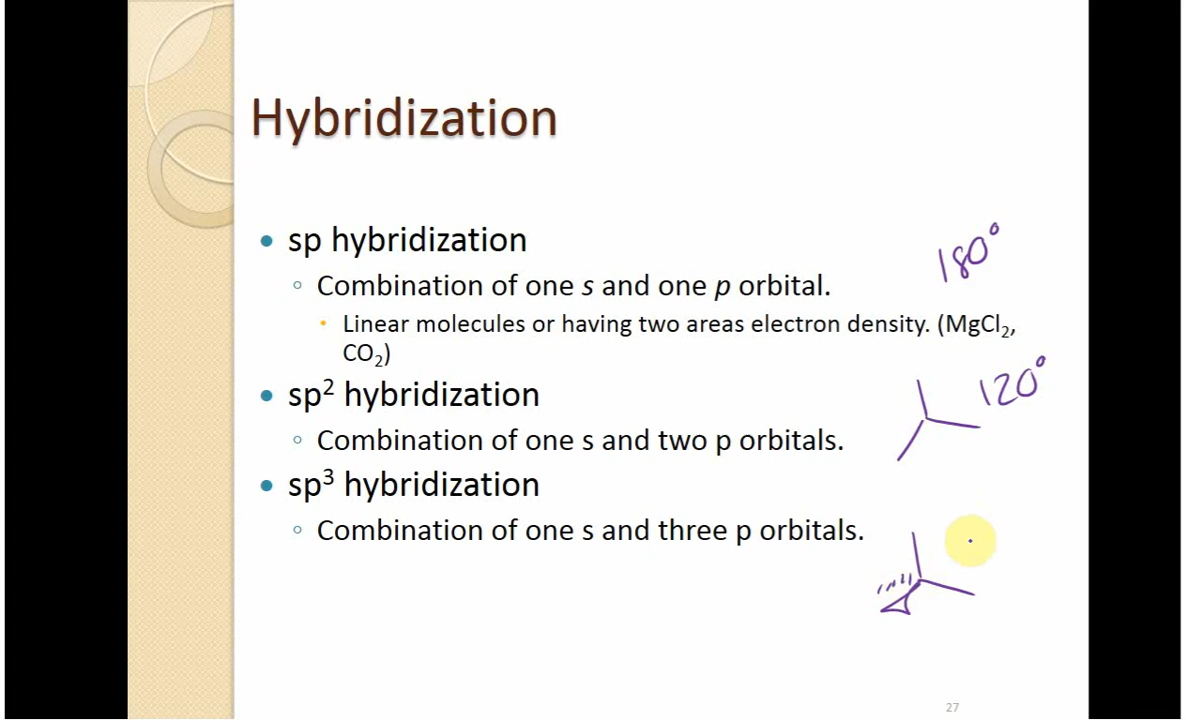 Hybridization
• sp hybridization
180°
◦ Combination of one s and one p orbital.
• Linear molecules or having two areas electron density. (MgCl₂,
CO₂)
• sp² hybridization
120°
◦ Combination of one s and two p orbitals.
• sp³ hybridization
◦ Combination of one s and three p orbitals.
27